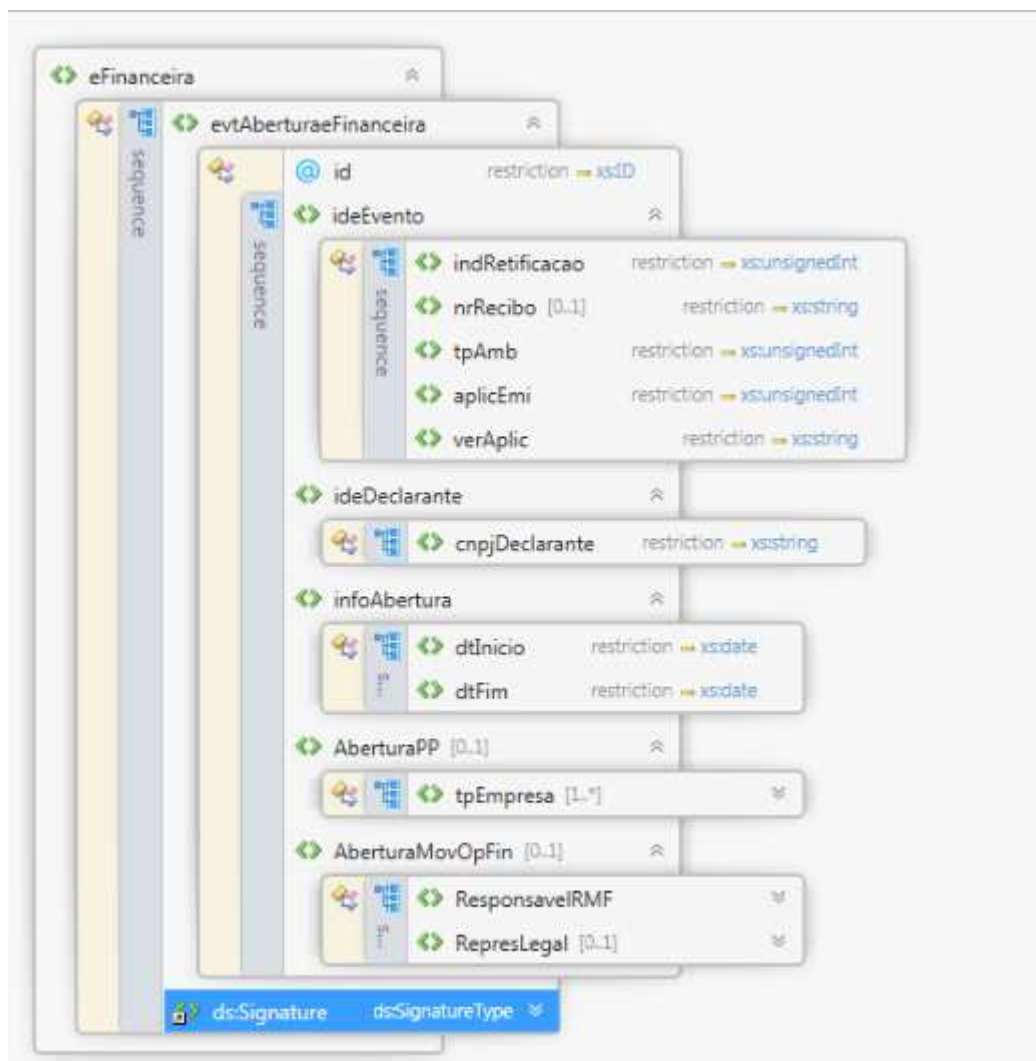 eFinanceira
sequence
evtAberturaeFinanceira
sequence
id restriction xs:ID
ideEvento
sequence
indRetificacao restriction xs:unsignedInt
nrRecibo [0..1] restriction xs:string
tpAmb restriction xs:unsignedInt
aplicEmi restriction xs:unsignedInt
verAplic restriction xs:string
ideDeclarante
cnpjDeclarante restriction xs:string
infoAbertura
s...
dtInicio restriction xs:date
dtFim restriction xs:date
AberturaPP [0..1]
tpEmpresa [1..*]
AberturaMovOpFin [0..1]
s...
ResponsavelRMF
RepresLegal [0..1]
ds:Signature ds:SignatureType